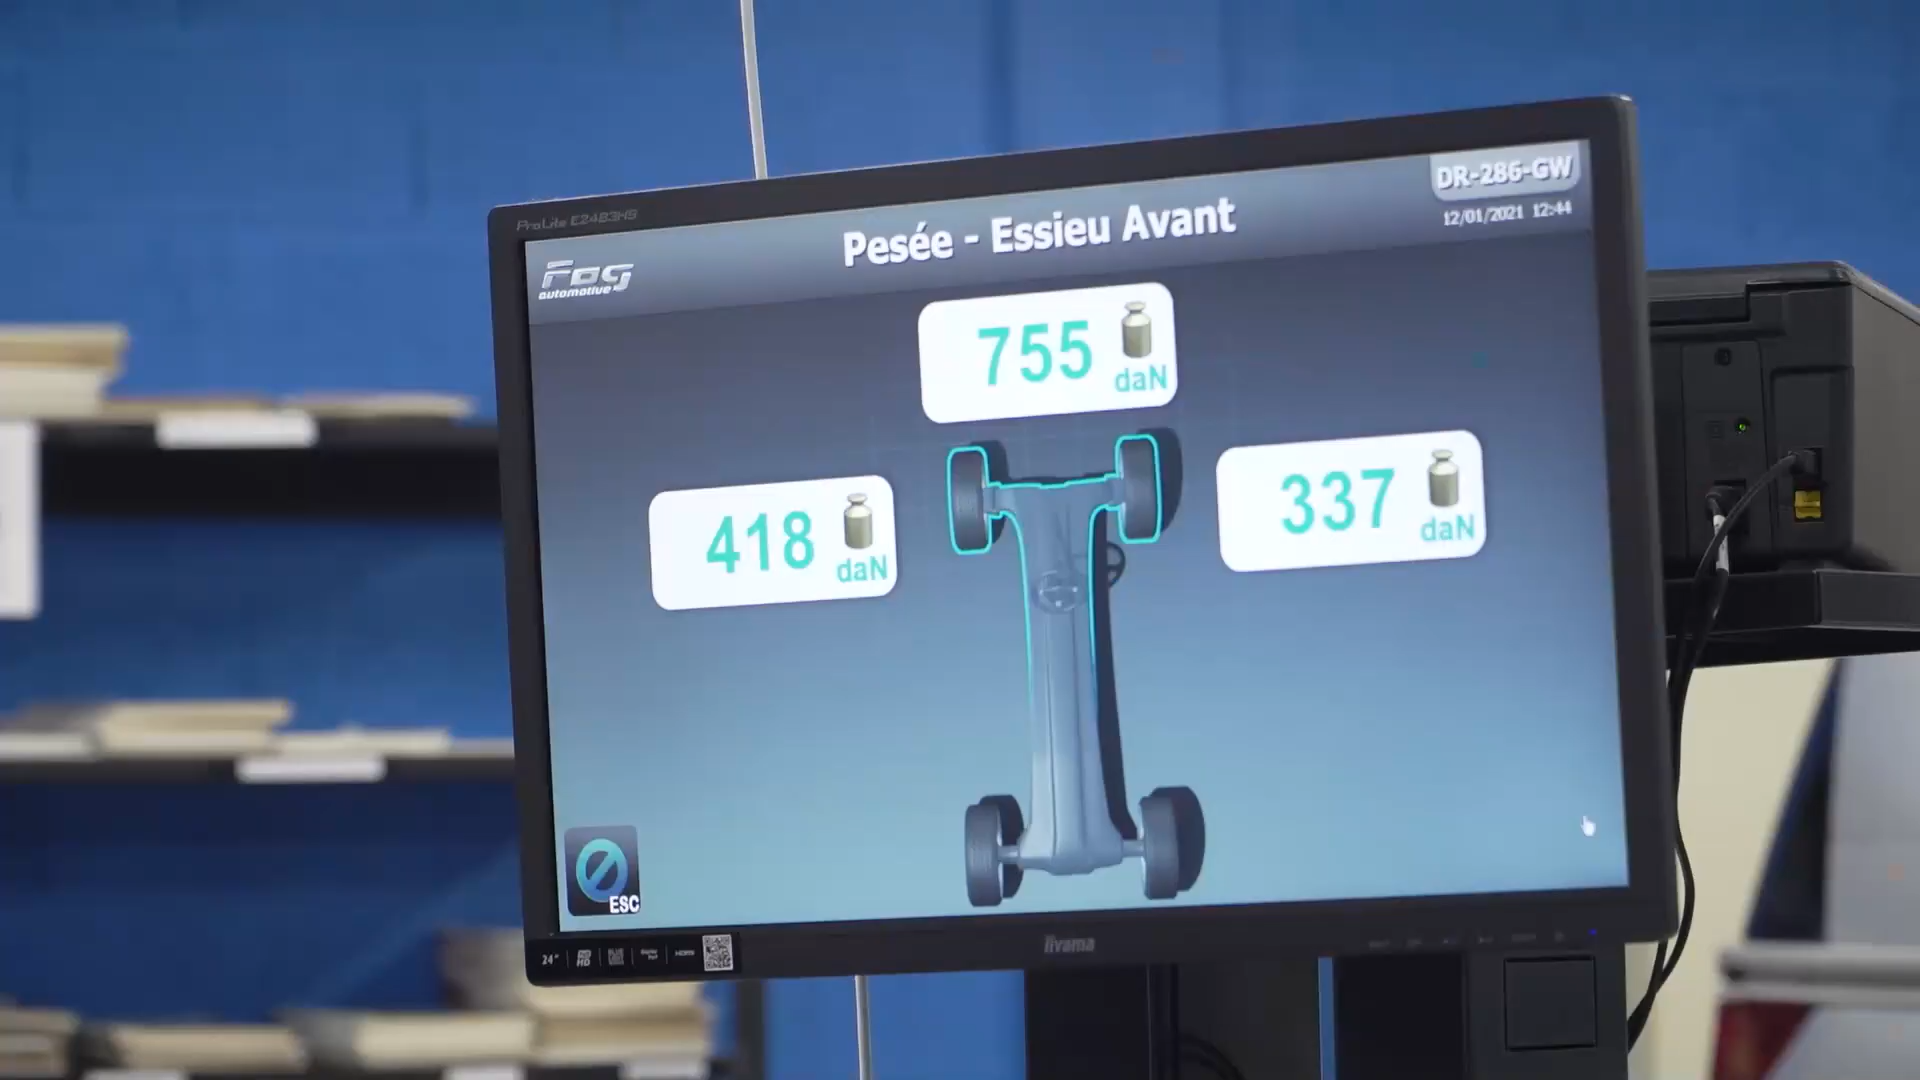 ProLite E2483HS
Fog
automotive
Pesée - Essieu Avant
DR-286-GW
12/01/2021 12:44
755
daN
418
daN
337
daN
ESC
24"
HDMI
iiyama